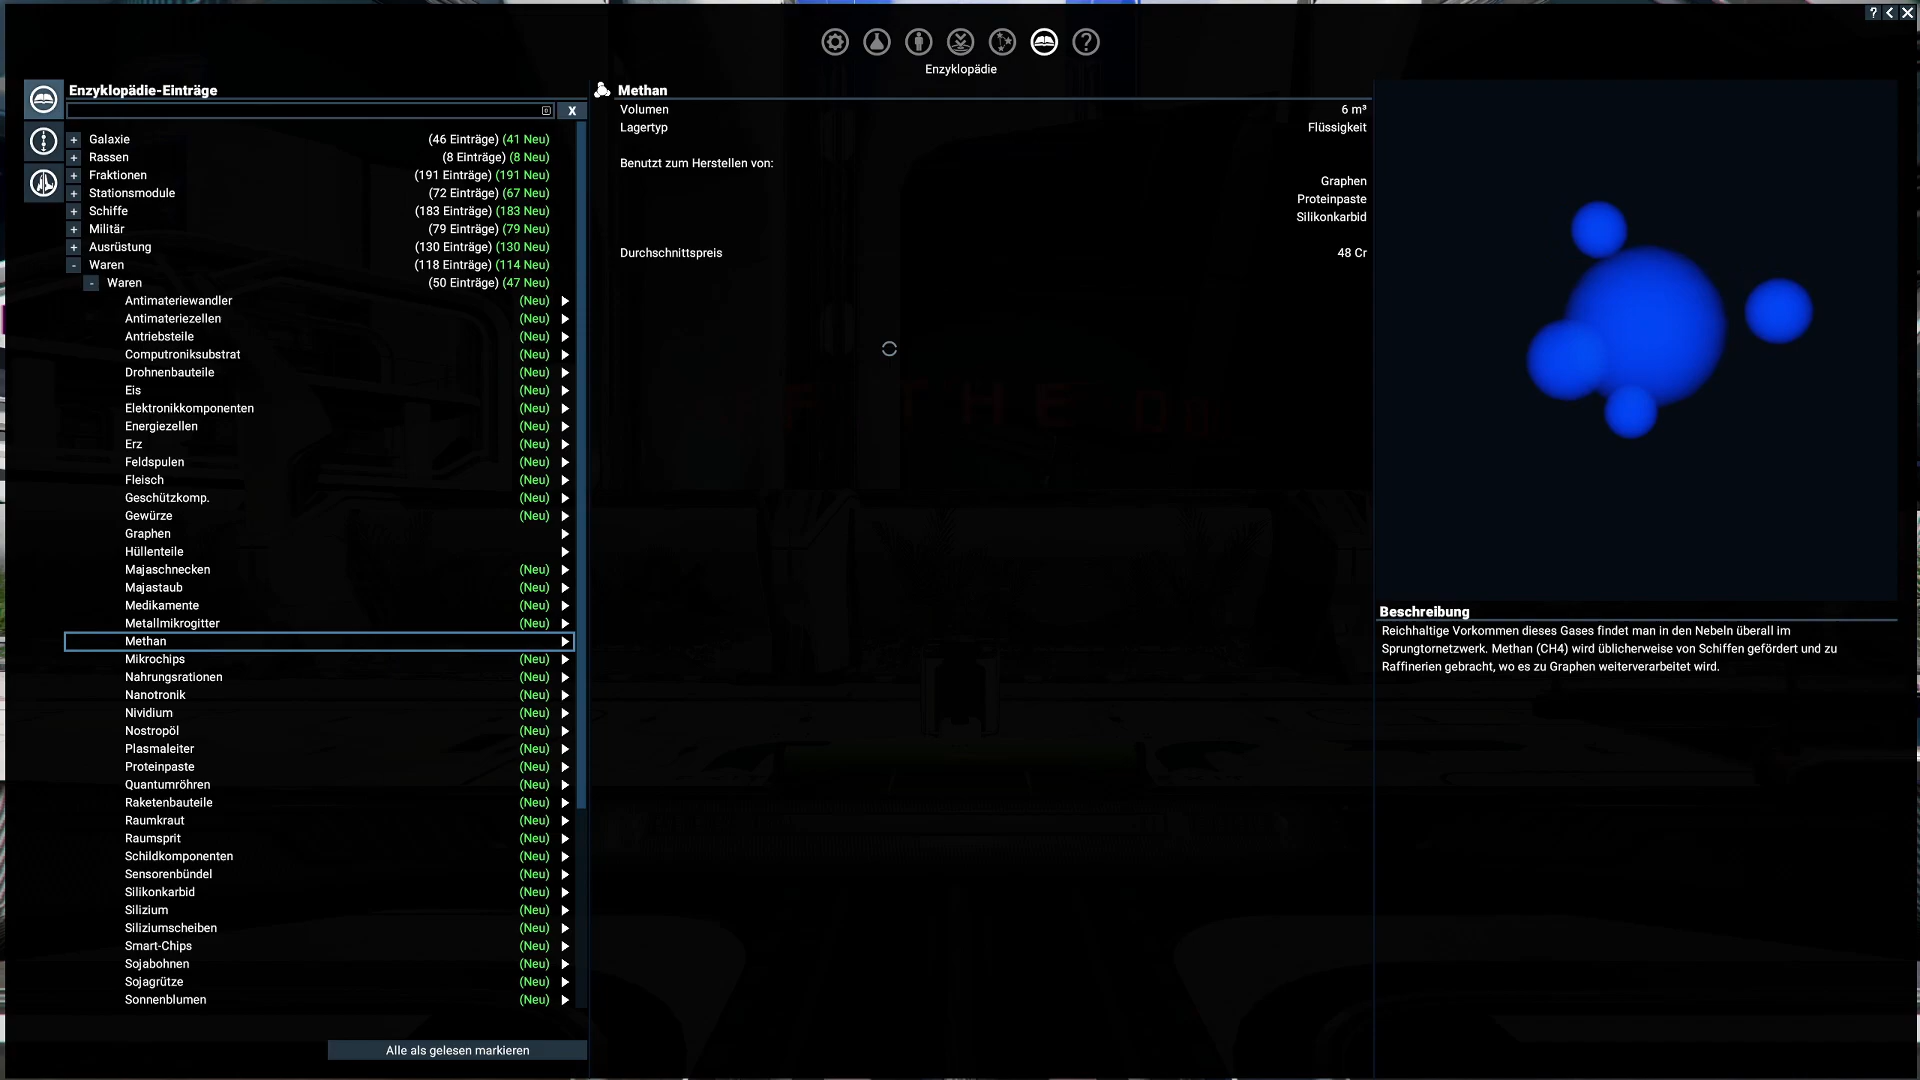 Enzyklopädie
Enzyklopädie-Einträge
X
+ Galaxie (46 Einträge) (41 Neu)
+ Rassen (8 Einträge) (8 Neu)
+ Fraktionen (191 Einträge) (191 Neu)
+ Stationsmodule (72 Einträge) (67 Neu)
+ Schiffe (183 Einträge) (183 Neu)
+ Militär (79 Einträge) (79 Neu)
+ Ausrüstung (130 Einträge) (130 Neu)
- Waren (118 Einträge) (114 Neu)
- Waren (50 Einträge) (47 Neu)
Antimateriewandler (Neu)
Antimateriezellen (Neu)
Antriebsteile (Neu)
Computroniksubstrat (Neu)
Drohnenbauteile (Neu)
Eis (Neu)
Elektronikkomponenten (Neu)
Energiezellen (Neu)
Erz (Neu)
Feldspulen (Neu)
Fleisch (Neu)
Geschützkomp. (Neu)
Gewürze (Neu)
Graphen
Hüllenteile
Majaschnecken (Neu)
Majastaub (Neu)
Medikamente (Neu)
Metallmikrogitter (Neu)
Methan
Mikrochips (Neu)
Nahrungsrationen (Neu)
Nanotronik (Neu)
Nividium (Neu)
Nostropöl (Neu)
Plasmaleiter (Neu)
Proteinpaste (Neu)
Quantumröhren (Neu)
Raketenbauteile (Neu)
Raumkraut (Neu)
Raumsprit (Neu)
Schildkomponenten (Neu)
Sensorenbündel (Neu)
Silikonkarbid (Neu)
Silizium (Neu)
Siliziumscheiben (Neu)
Smart-Chips (Neu)
Sojabohnen (Neu)
Sojagrütze (Neu)
Sonnenblumen (Neu)
Alle als gelesen markieren
Methan
Volumen 6 m³
Lagertyp Flüssigkeit
Benutzt zum Herstellen von:
Graphen
Proteinpaste
Silikonkarbid
Durchschnittspreis 48 Cr
THE
Beschreibung
Reichhaltige Vorkommen dieses Gases findet man in den Nebeln überall im
Sprungtornetzwerk. Methan (CH4) wird üblicherweise von Schiffen gefördert und zu
Raffinerien gebracht, wo es zu Graphen weiterverarbeitet wird.